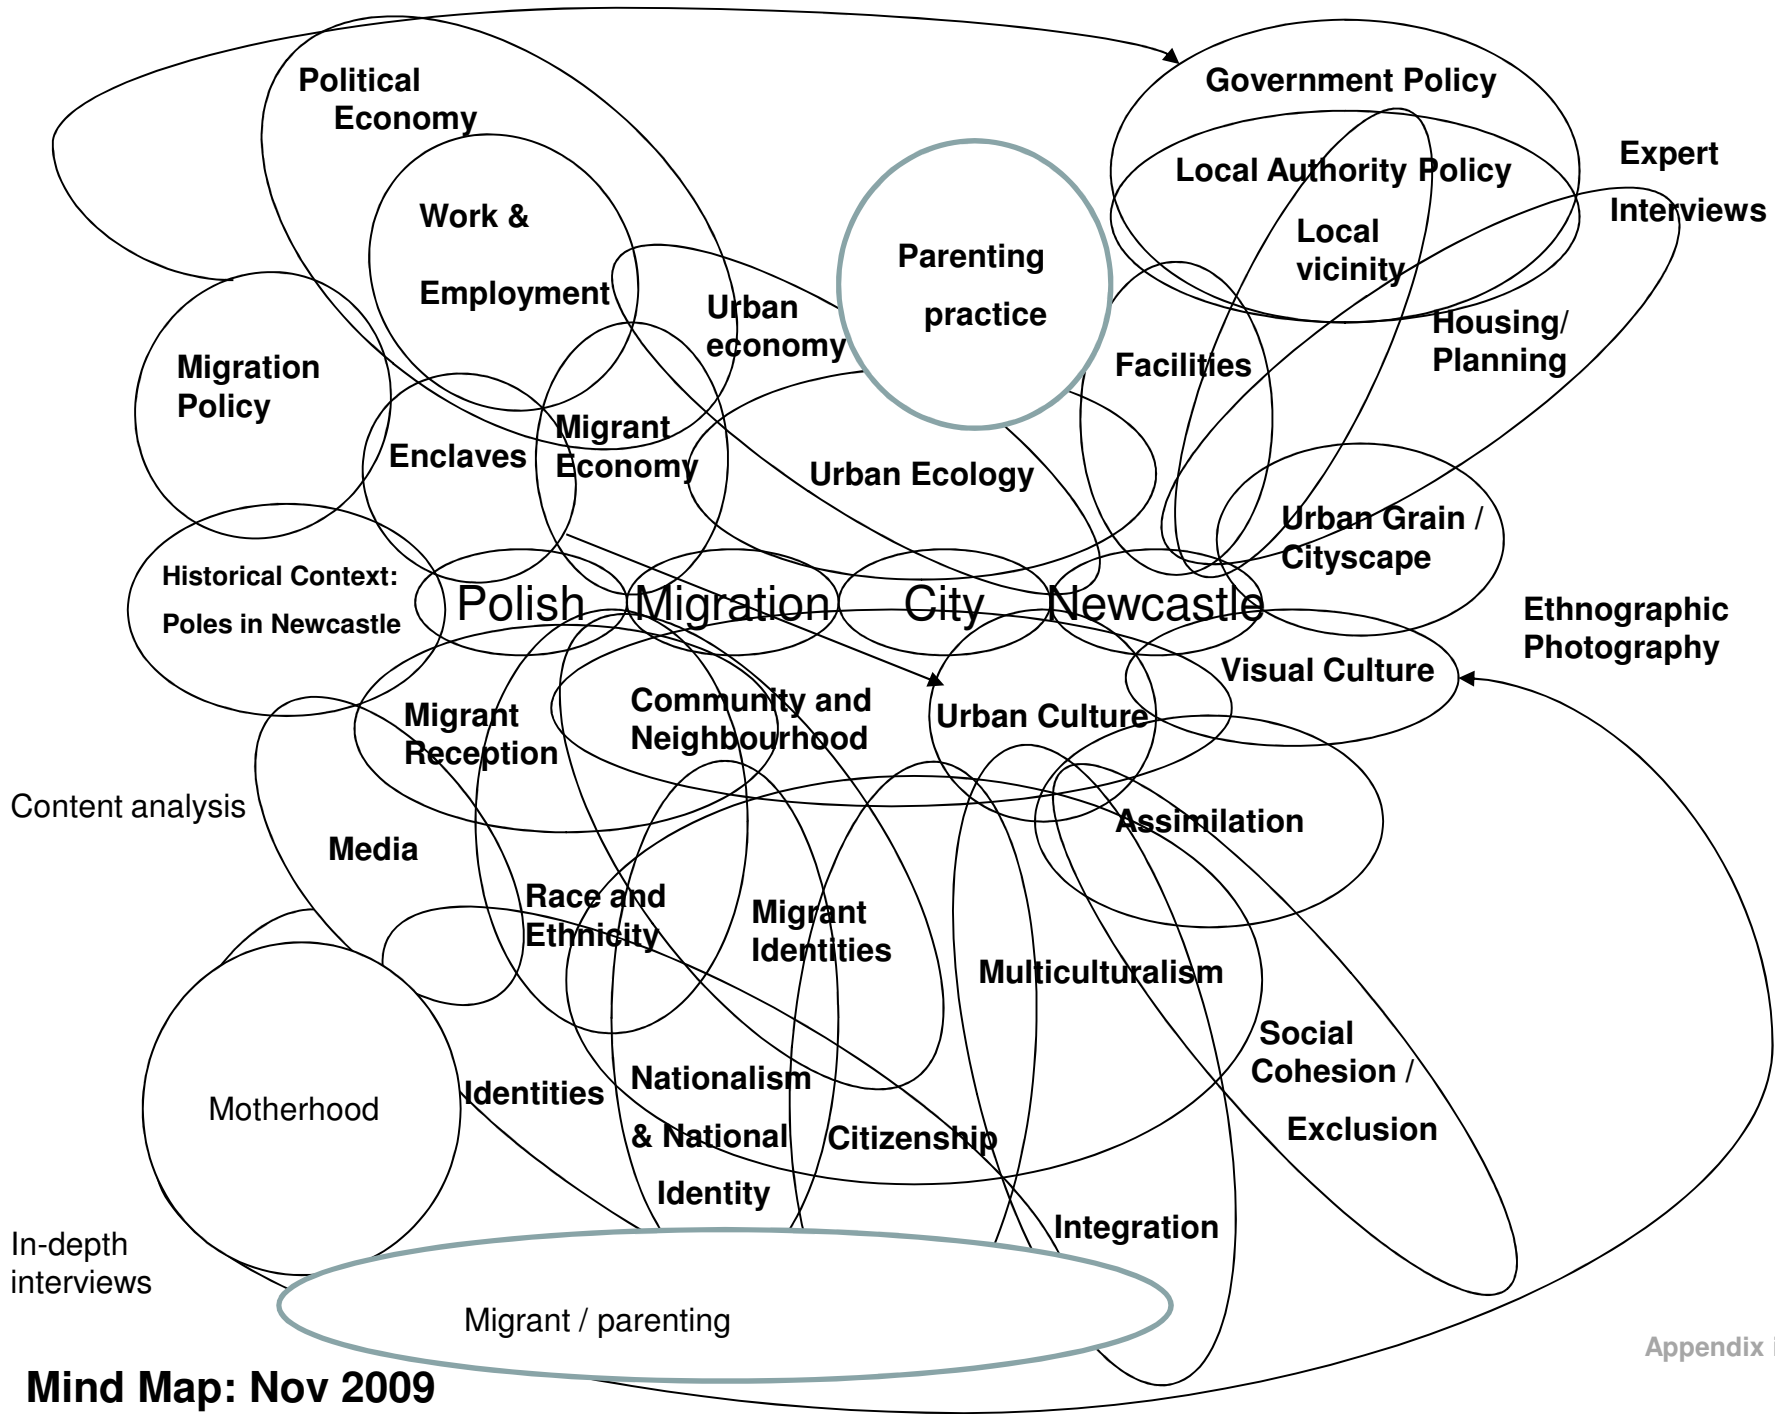 Political
Economy
Government Policy
Local Authority Policy
Expert
Interviews
Work &
Employment
Local
vicinity
Parenting
practice
Urban
economy
Housing/
Planning
Facilities
Migration
Policy
Enclaves
Migrant
Economy
Urban Ecology
Urban Grain /
Cityscape
Historical Context:
Poles in Newcastle
Polish
Migration
City
Newcastle
Ethnographic
Photography
Visual Culture
Migrant
Reception
Community and
Neighbourhood
Urban Culture
Content analysis
Media
Assimilation
Race and
Ethnicity
Migrant
Identities
Multiculturalism
Social
Cohesion /
Exclusion
Motherhood
Identities
Nationalism
& National
Identity
Citizenship
Integration
In-depth
interviews
Migrant / parenting
Appendix i
Mind Map: Nov 2009